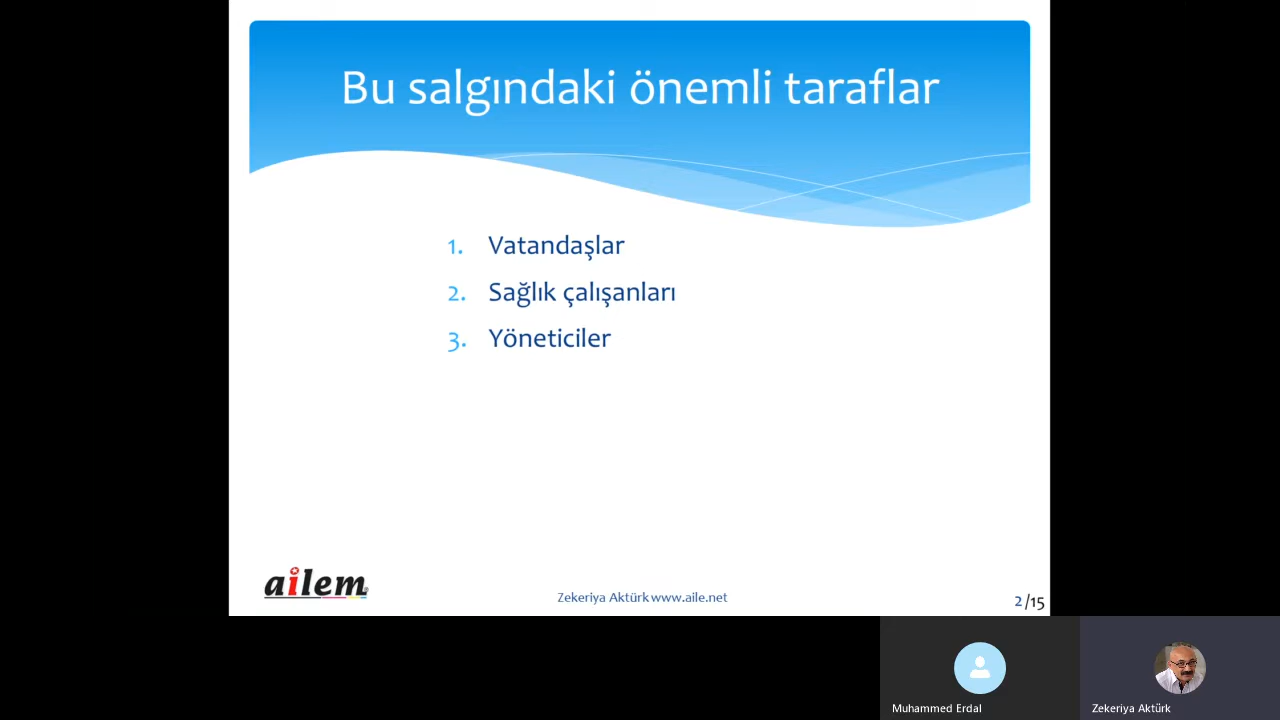 Bu salgındaki önemli taraflar
1. Vatandaşlar
2. Sağlık çalışanları
3. Yöneticiler
ailem
Zekeriya Aktürk www.aile.net
2/15
Muhammed Erdal
Zekeriya Aktürk